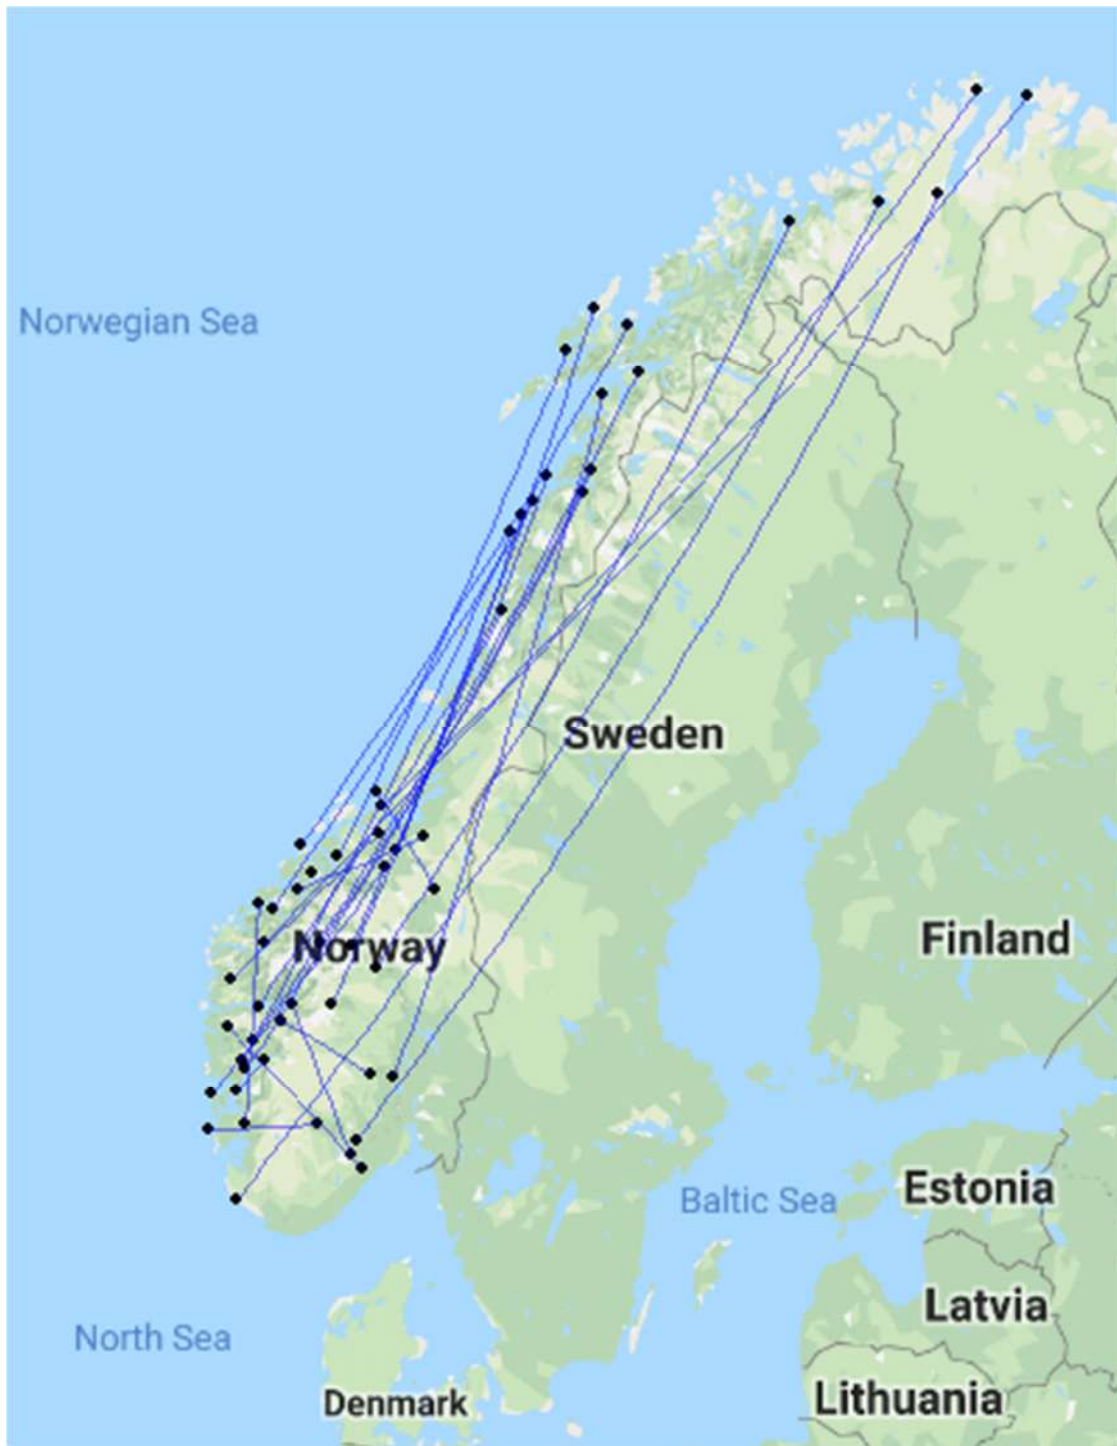 Norwegian Sea
Sweden
Norway
Finland
Estonia
Baltic Sea
Latvia
North Sea
Denmark
Lithuania